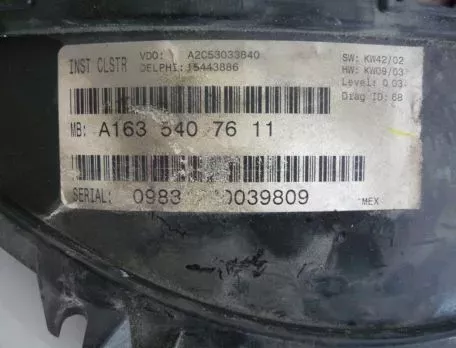 INST CLSTR
VDO: A2C53033840
DELPHI: 15443886
SW: KW42/02
HW: KW09/03
Level: 0.03
Diag ID: 68
MB: A163 540 76 11
SERIAL: 0983 0039809
MEX